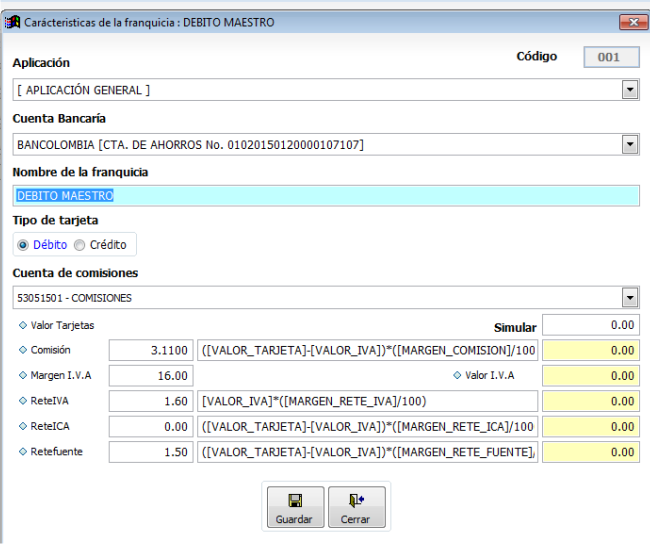 Carácteristicas de la franquicia : DEBITO MAESTRO
Aplicación
Código 001
[ APLICACIÓN GENERAL ]
Cuenta Bancaría
BANCOLOMBIA [CTA. DE AHORROS No. 01020150120000107107]
Nombre de la franquicia
DEBITO MAESTRO
Tipo de tarjeta
Débito Crédito
Cuenta de comisiones
53051501 - COMISIONES
Valor Tarjetas Simular 0.00
Comisión 3.1100 ([VALOR_TARJETA]-[VALOR_IVA])*([MARGEN_COMISION]/100 0.00
Margen I.V.A 16.00 Valor I.V.A 0.00
ReteIVA 1.60 [VALOR_IVA]*([MARGEN_RETE_IVA]/100) 0.00
ReteICA 0.00 ([VALOR_TARJETA]-[VALOR_IVA])*([MARGEN_RETE_ICA]/100 0.00
Retefuente 1.50 ([VALOR_TARJETA]-[VALOR_IVA])*([MARGEN_RETE_FUENTE]/ 0.00
Guardar Cerrar